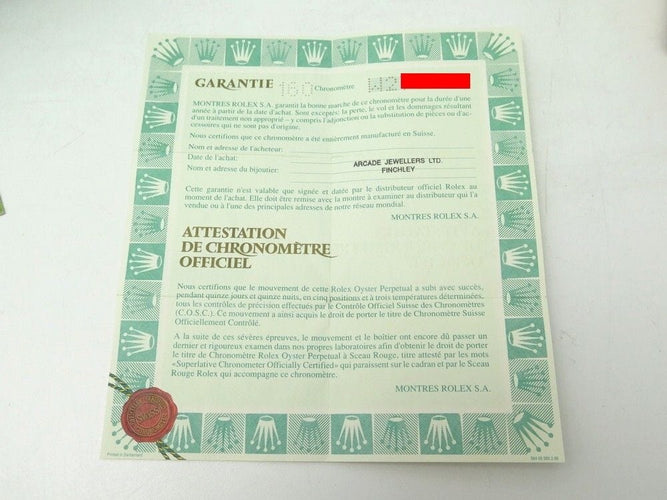 GARANTIE 160 Chronomètre W2
MONTRES ROLEX S.A. garantit la bonne marche de ce chronomètre pour la durée d'une
année à partir de la date d'achat. Sont exceptés: la perte, le vol et les dommages résultant
d'un traitement non approprié – y compris l'adjonction ou la substitution de pièces ou d'ac-
cessoires qui ne sont pas d'origine.
Nous certifions que ce chronomètre a été entièrement manufacturé en Suisse.
Nom et adresse de l'acheteur:
Date de l'achat: ARCADE JEWELLERS LTD.
Nom et adresse du bijoutier: FINCHLEY
Cette garantie n'est valable que signée et datée par le distributeur officiel Rolex au
moment de l'achat. Elle doit être remise avec la montre à examiner au distributeur qui l'a
vendue ou à l'une des principales adresses de notre réseau mondial.
MONTRES ROLEX S.A.
ATTESTATION
DE CHRONOMÈTRE
OFFICIEL
Nous certifions que le mouvement de cette Rolex Oyster Perpetual a subi avec succès,
pendant quinze jours et quinze nuits, en cinq positions et à trois températures déterminées,
tous les contrôles de précision effectués par le Contrôle Officiel Suisse des Chronomètres
(C.O.S.C.). Ce mouvement a ainsi acquis le droit de porter le titre de Chronomètre Suisse
Officiellement Contrôlé.
A la suite de ces sévères épreuves, le mouvement et le boîtier ont encore dû passer un
dernier et rigoureux examen dans nos propres laboratoires afin d'obtenir le droit de porter
le titre de Chronomètre Rolex Oyster Perpetual à Sceau Rouge, titre attesté par les mots
«Superlative Chronometer Officially Certified» qui paraissent sur le cadran et par le Sceau
Rouge Rolex qui accompagne ce chronomètre.
MONTRES ROLEX S.A.
Printed in Switzerland